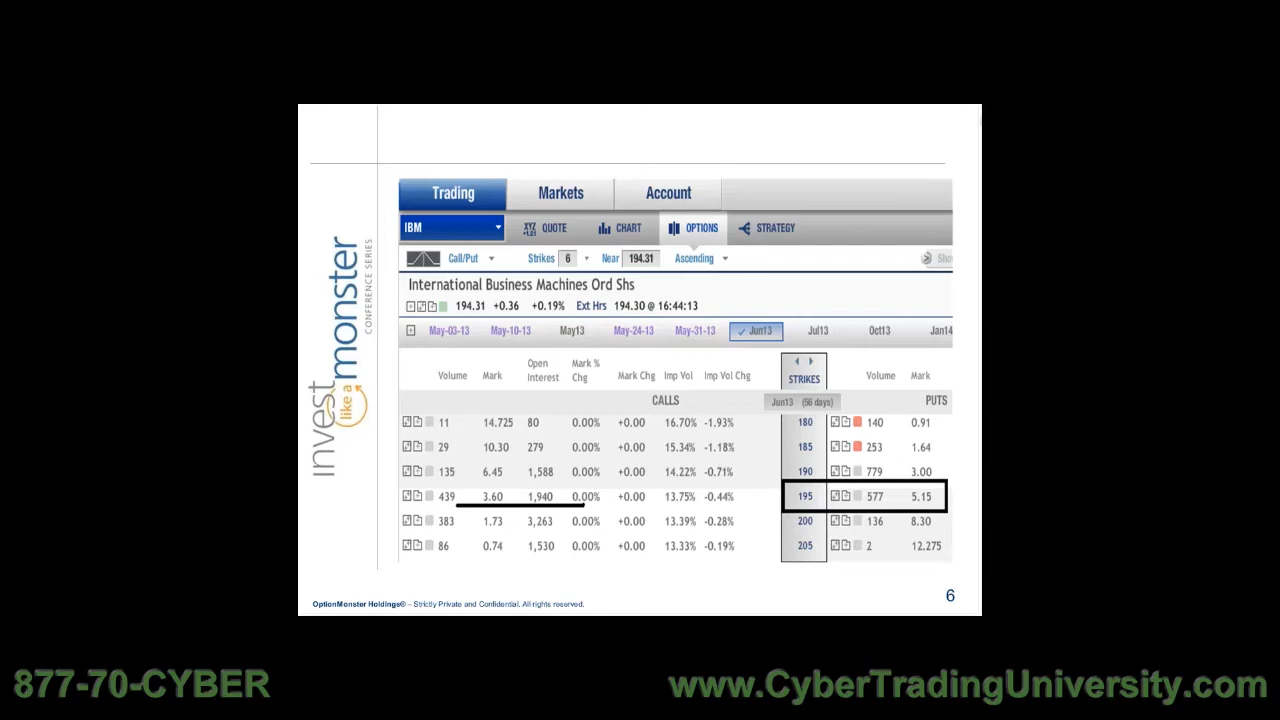 Trading Markets Account
IBM XYZ +1.01 QUOTE CHART OPTIONS STRATEGY
Call/Put Strikes 6 Near 194.31 Ascending Sho
International Business Machines Ord Shs
194.31 +0.36 +0.19% Ext Hrs 194.30 @ 16:44:13
May-03-13 May-10-13 May13 May-24-13 May-31-13 ✓ Jun13 Jul13 Oct13 Jan14
Volume Mark Open Interest Mark % Chg Mark Chg Imp Vol Imp Vol Chg STRIKES Volume Mark
CALLS Jun13 (56 days) PUTS
11 14.725 80 0.00% +0.00 16.70% -1.93% 180 140 0.91
29 10.30 279 0.00% +0.00 15.34% -1.18% 185 253 1.64
135 6.45 1,588 0.00% +0.00 14.22% -0.71% 190 779 3.00
439 3.60 1,940 0.00% +0.00 13.75% -0.44% 195 577 5.15
383 1.73 3,263 0.00% +0.00 13.39% -0.28% 200 136 8.30
86 0.74 1,530 0.00% +0.00 13.33% -0.19% 205 2 12.275
invest like a monster
CONFERENCE SERIES
OptionMonster Holdings® – Strictly Private and Confidential. All rights reserved.
6
877-70-CYBER
www.CyberTradingUniversity.com